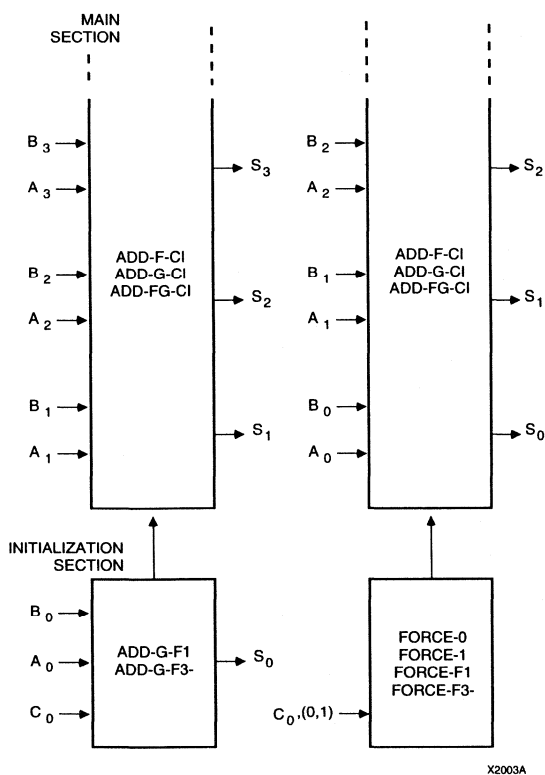 MAIN
SECTION
B3
A3
S3
B2
A2
S2
ADD-F-CI
ADD-G-CI
ADD-FG-CI
B2
A2
S2
ADD-F-CI
ADD-G-CI
ADD-FG-CI
B1
A1
S1
B1
A1
S1
B0
A0
S0
INITIALIZATION
SECTION
B0
A0
C0
ADD-G-F1
ADD-G-F3-
S0
FORCE-0
FORCE-1
FORCE-F1
FORCE-F3-
C0,(0,1)
X2003A